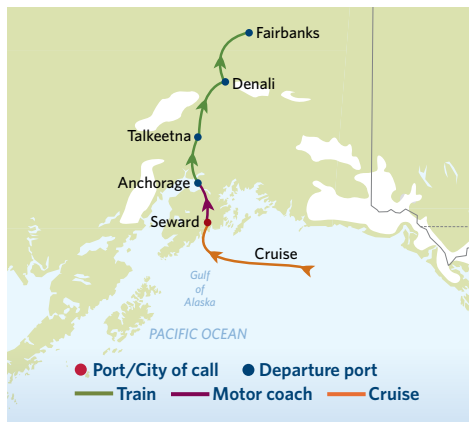 Fairbanks
Denali
Talkeetna
Anchorage
Seward
Cruise
Gulf
of
Alaska
PACIFIC OCEAN
Port/City of call
Departure port
Train
Motor coach
Cruise